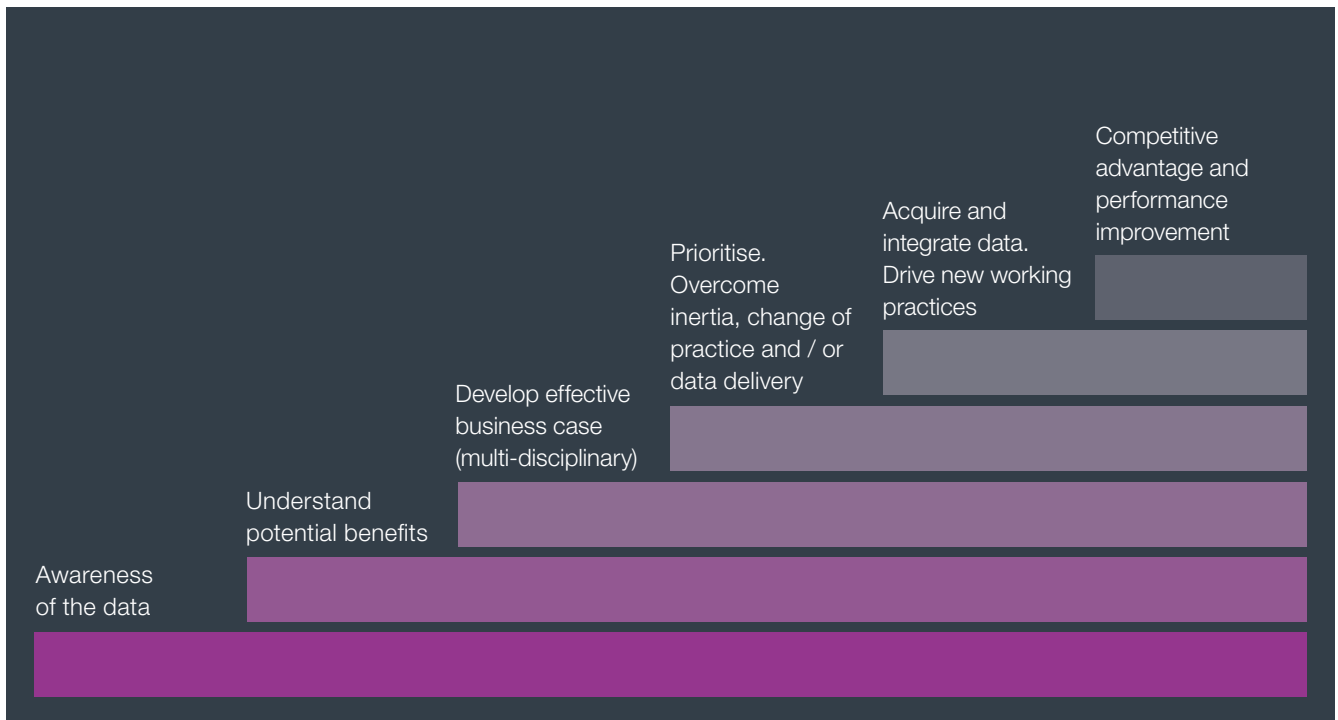 Competitive
advantage and
performance
improvement
Acquire and
integrate data.
Drive new working
practices
Prioritise.
Overcome
inertia, change of
practice and / or
data delivery
Develop effective
business case
(multi-disciplinary)
Understand
potential benefits
Awareness
of the data